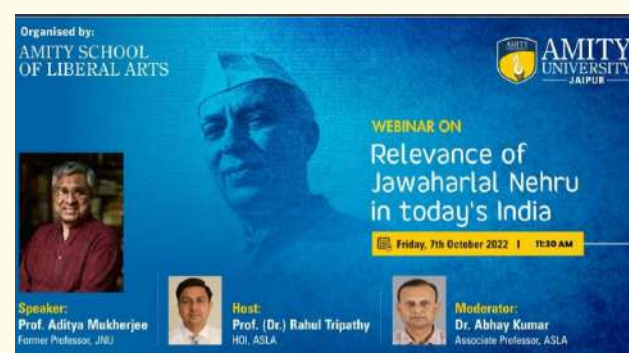 Organised by:
AMITY SCHOOL
OF LIBERAL ARTS
AMITY
AMITY
UNIVERSITY
JAIPUR
WEBINAR ON
Relevance of
Jawaharlal Nehru
in today's India
Friday, 7th October 2022 | 11:30 AM
Speaker:
Prof. Aditya Mukherjee
Former Professor, JNU
Host:
Prof. (Dr.) Rahul Tripathy
HOI, ASLA
Moderator:
Dr. Abhay Kumar
Associate Professor, ASLA